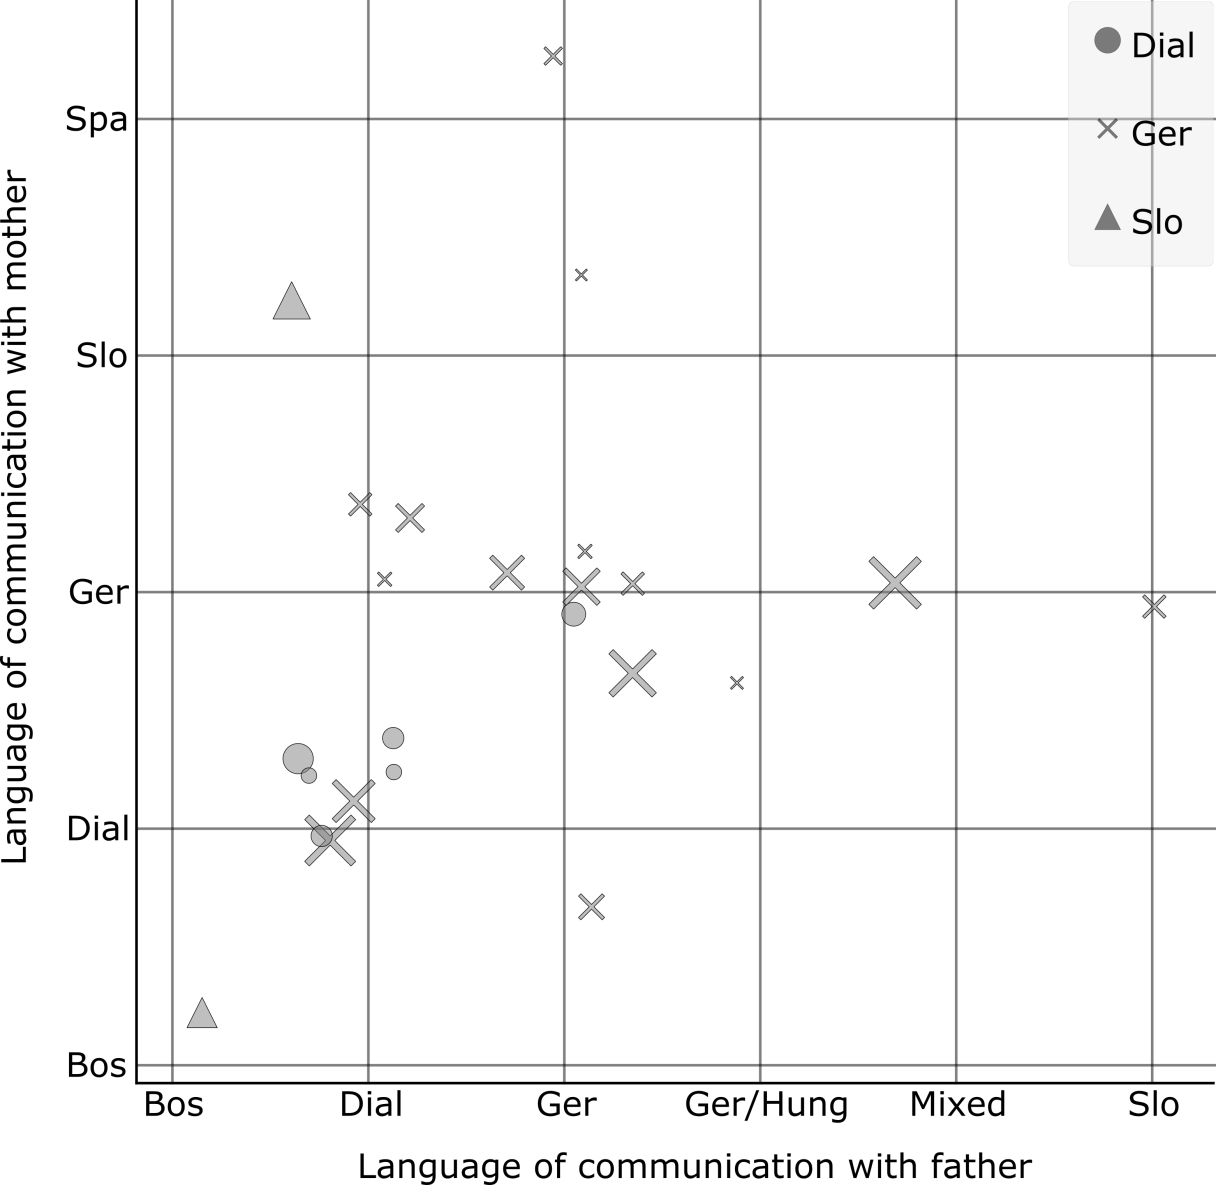 Dial
Ger
Slo
Language of communication with mother
Spa
Slo
Ger
Dial
Bos
Bos Dial Ger Ger/Hung Mixed Slo
Language of communication with father